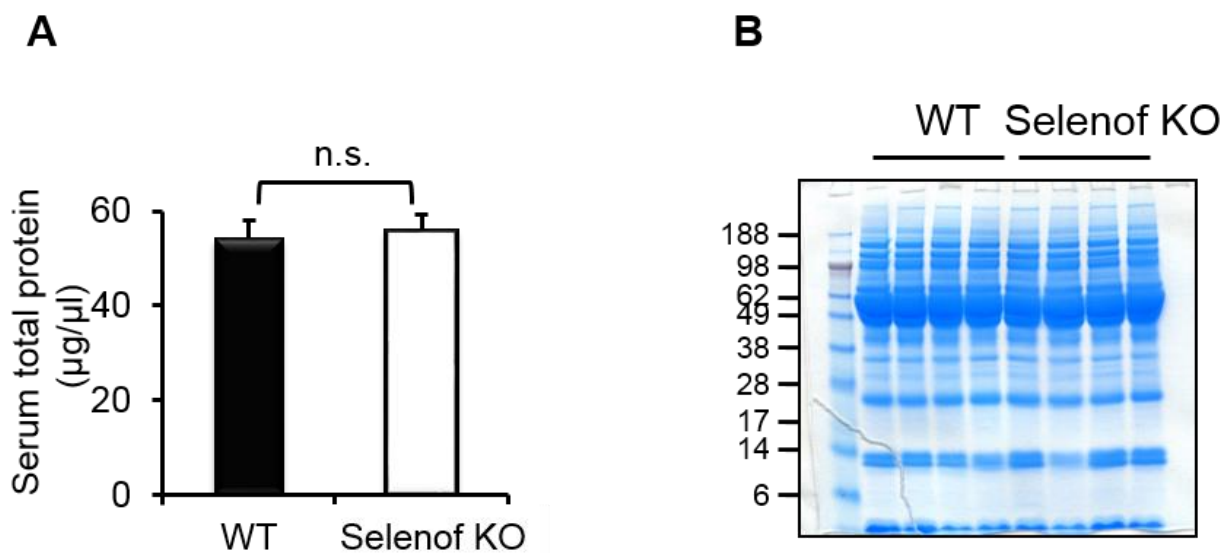 A
n.s.
Serum total protein
(µg/µl)
60
40
20
0
WT
Selenof KO
B
WT Selenof KO
188
98
62
49
38
28
17
14
6